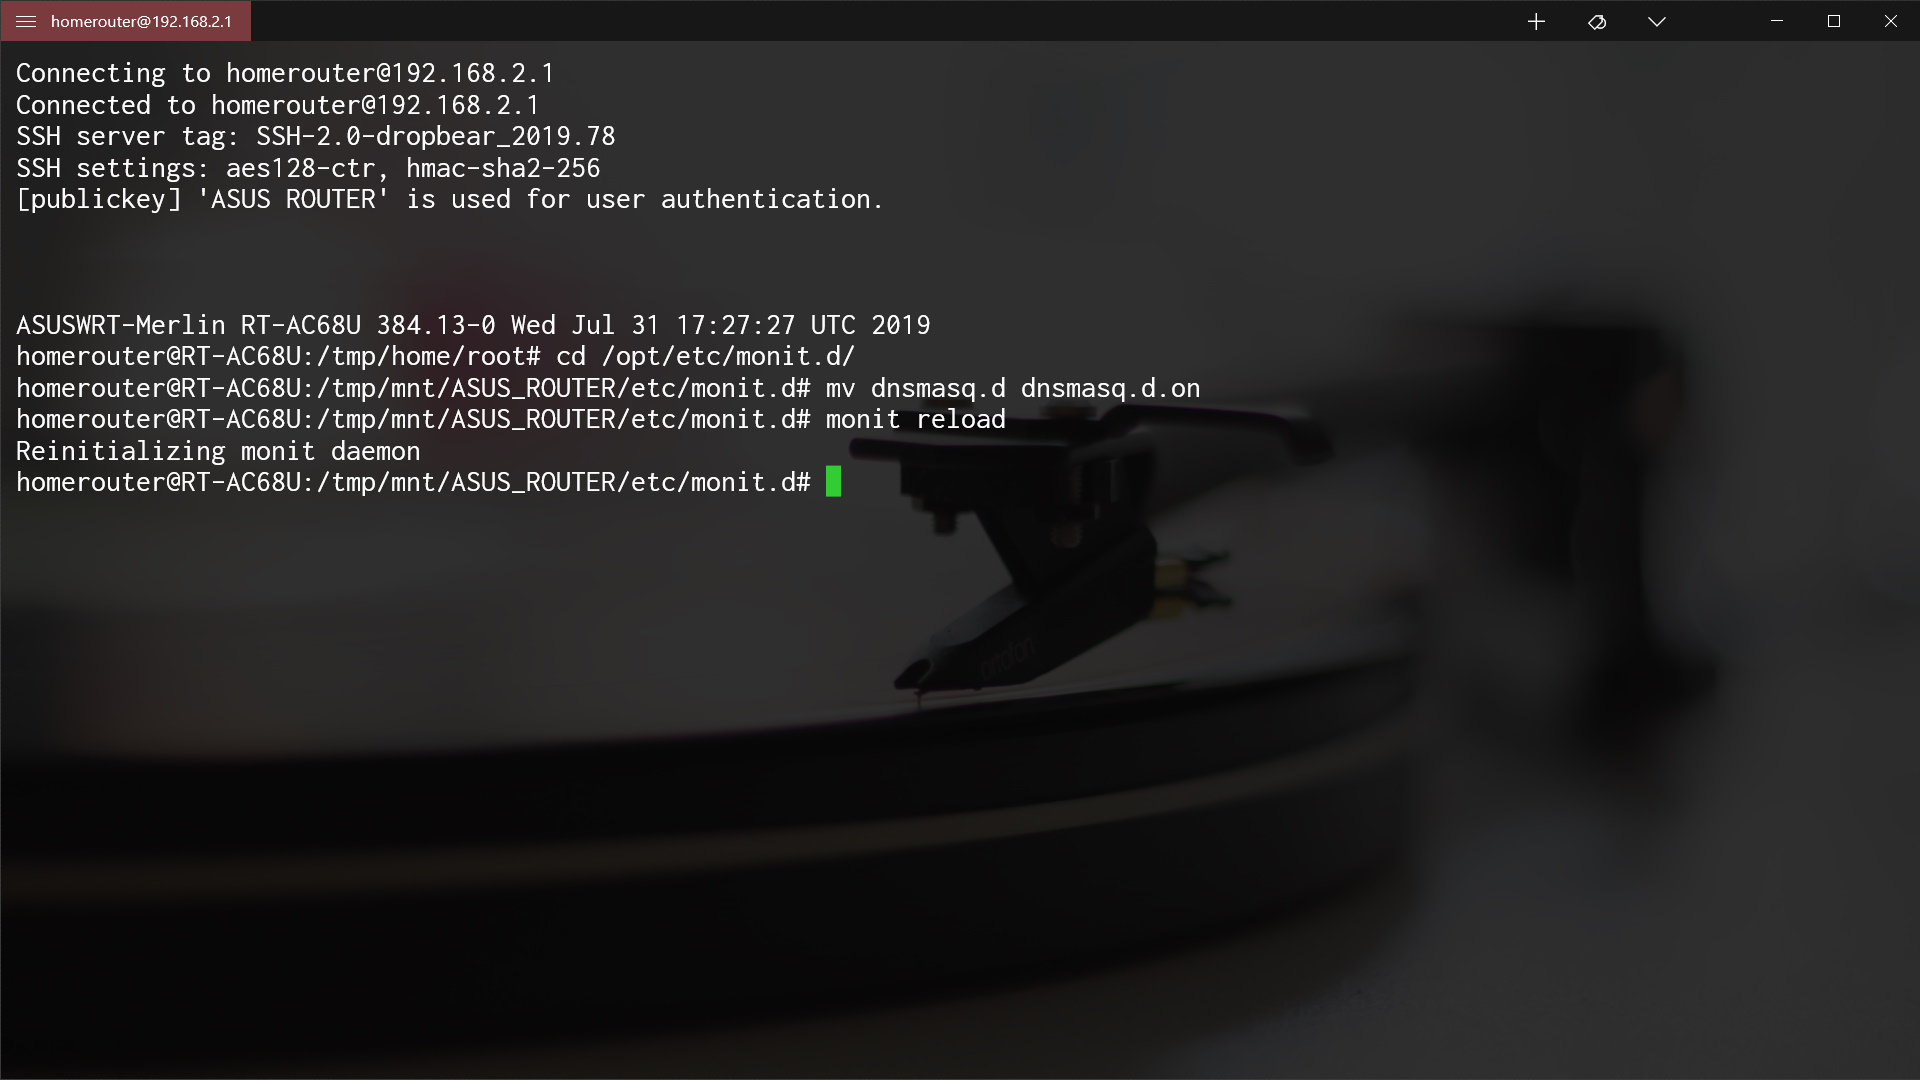 homerouter@192.168.2.1
Connecting to homerouter@192.168.2.1
Connected to homerouter@192.168.2.1
SSH server tag: SSH-2.0-dropbear_2019.78
SSH settings: aes128-ctr, hmac-sha2-256
[publickey] 'ASUS ROUTER' is used for user authentication.
ASUSWRT-Merlin RT-AC68U 384.13-0 Wed Jul 31 17:27:27 UTC 2019
homerouter@RT-AC68U:/tmp/home/root# cd /opt/etc/monit.d/
homerouter@RT-AC68U:/tmp/mnt/ASUS_ROUTER/etc/monit.d# mv dnsmasq.d dnsmasq.d.on
homerouter@RT-AC68U:/tmp/mnt/ASUS_ROUTER/etc/monit.d# monit reload
Reinitializing monit daemon
homerouter@RT-AC68U:/tmp/mnt/ASUS_ROUTER/etc/monit.d#
ortofon